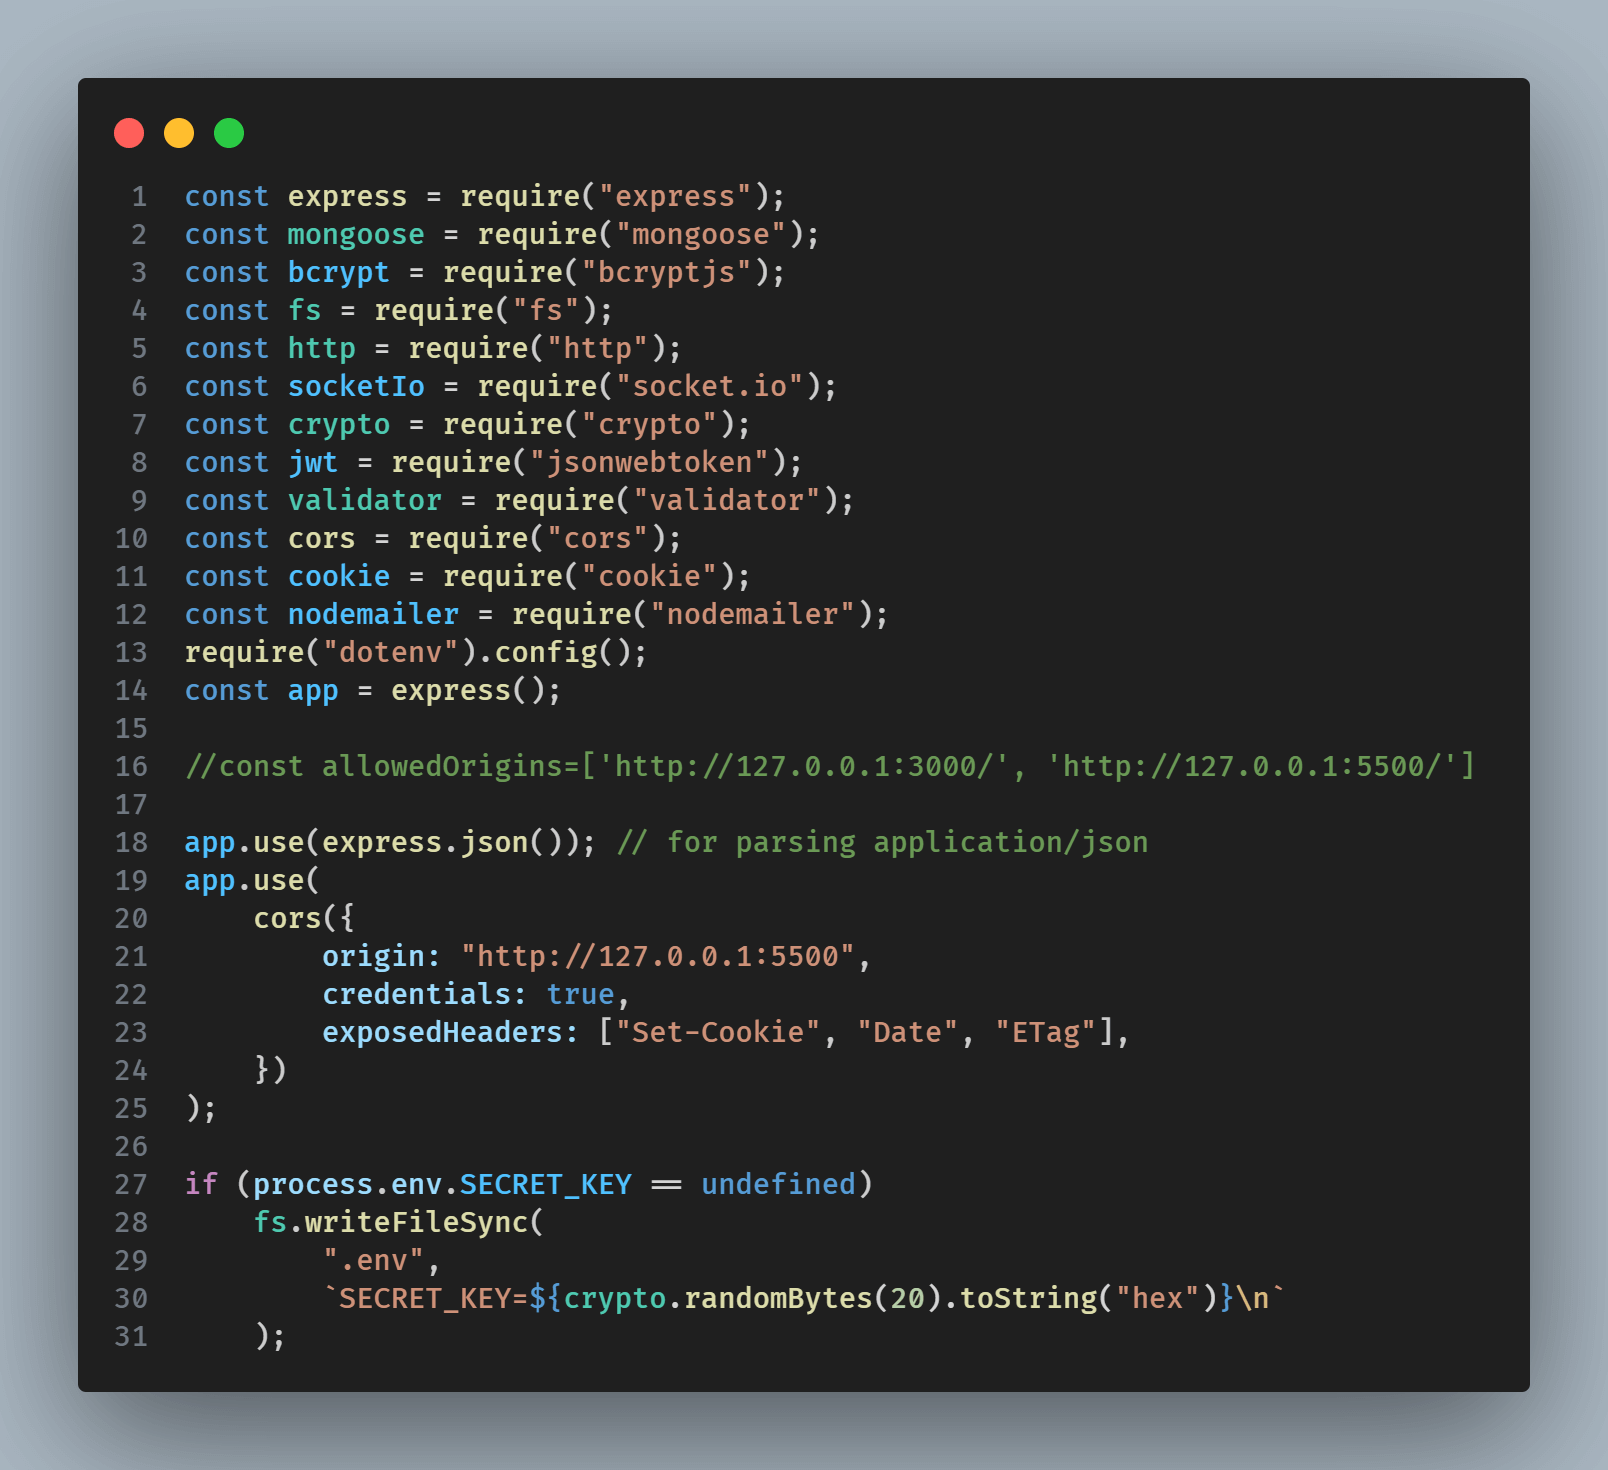 1 const express = require("express");
2 const mongoose = require("mongoose");
3 const bcrypt = require("bcryptjs");
4 const fs = require("fs");
5 const http = require("http");
6 const socketIo = require("socket.io");
7 const crypto = require("crypto");
8 const jwt = require("jsonwebtoken");
9 const validator = require("validator");
10 const cors = require("cors");
11 const cookie = require("cookie");
12 const nodemailer = require("nodemailer");
13 require("dotenv").config();
14 const app = express();
15
16 //const allowedOrigins=['http://127.0.0.1:3000/', 'http://127.0.0.1:5500/']
17
18 app.use(express.json()); // for parsing application/json
19 app.use(
20     cors({
21         origin: "http://127.0.0.1:5500",
22         credentials: true,
23         exposedHeaders: ["Set-Cookie", "Date", "ETag"],
24     })
25 );
26
27 if (process.env.SECRET_KEY == undefined)
28     fs.writeFileSync(
29         ".env",
30         `SECRET_KEY=${crypto.randomBytes(20).toString("hex")}\n`
31     );